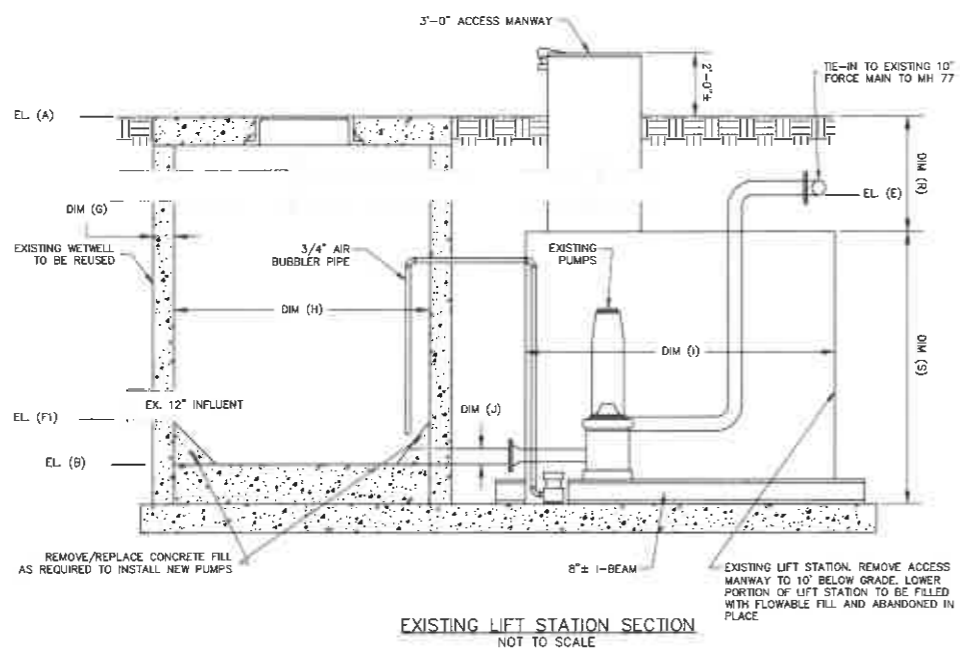 3'-0" ACCESS MANWAY
2'-0"±
TIE-IN TO EXISTING 10"
FORCE MAIN TO MH 77
EL. (A)
DIM (R)
EL. (E)
DIM (G)
EXISTING WETWELL
TO BE REUSED
3/4" AIR
BUBBLER PIPE
EXISTING
PUMPS
DIM (H)
DIM (I)
DIM (S)
EX. 12" INFLUENT
EL. (F1)
DIM (J)
EL. (B)
REMOVE/REPLACE CONCRETE FILL
AS REQUIRED TO INSTALL NEW PUMPS
8"± I-BEAM
EXISTING LIFT STATION. REMOVE ACCESS
MANWAY TO 10' BELOW GRADE. LOWER
PORTION OF LIFT STATION TO BE FILLED
WITH FLOWABLE FILL AND ABANDONED IN
PLACE
EXISTING LIFT STATION SECTION
NOT TO SCALE